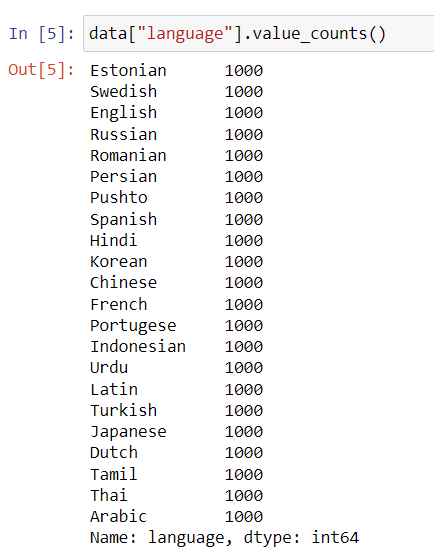 In [5]: data["language"].value_counts()
Out[5]: Estonian 1000
Swedish 1000
English 1000
Russian 1000
Romanian 1000
Persian 1000
Pushto 1000
Spanish 1000
Hindi 1000
Korean 1000
Chinese 1000
French 1000
Portugese 1000
Indonesian 1000
Urdu 1000
Latin 1000
Turkish 1000
Japanese 1000
Dutch 1000
Tamil 1000
Thai 1000
Arabic 1000
Name: language, dtype: int64